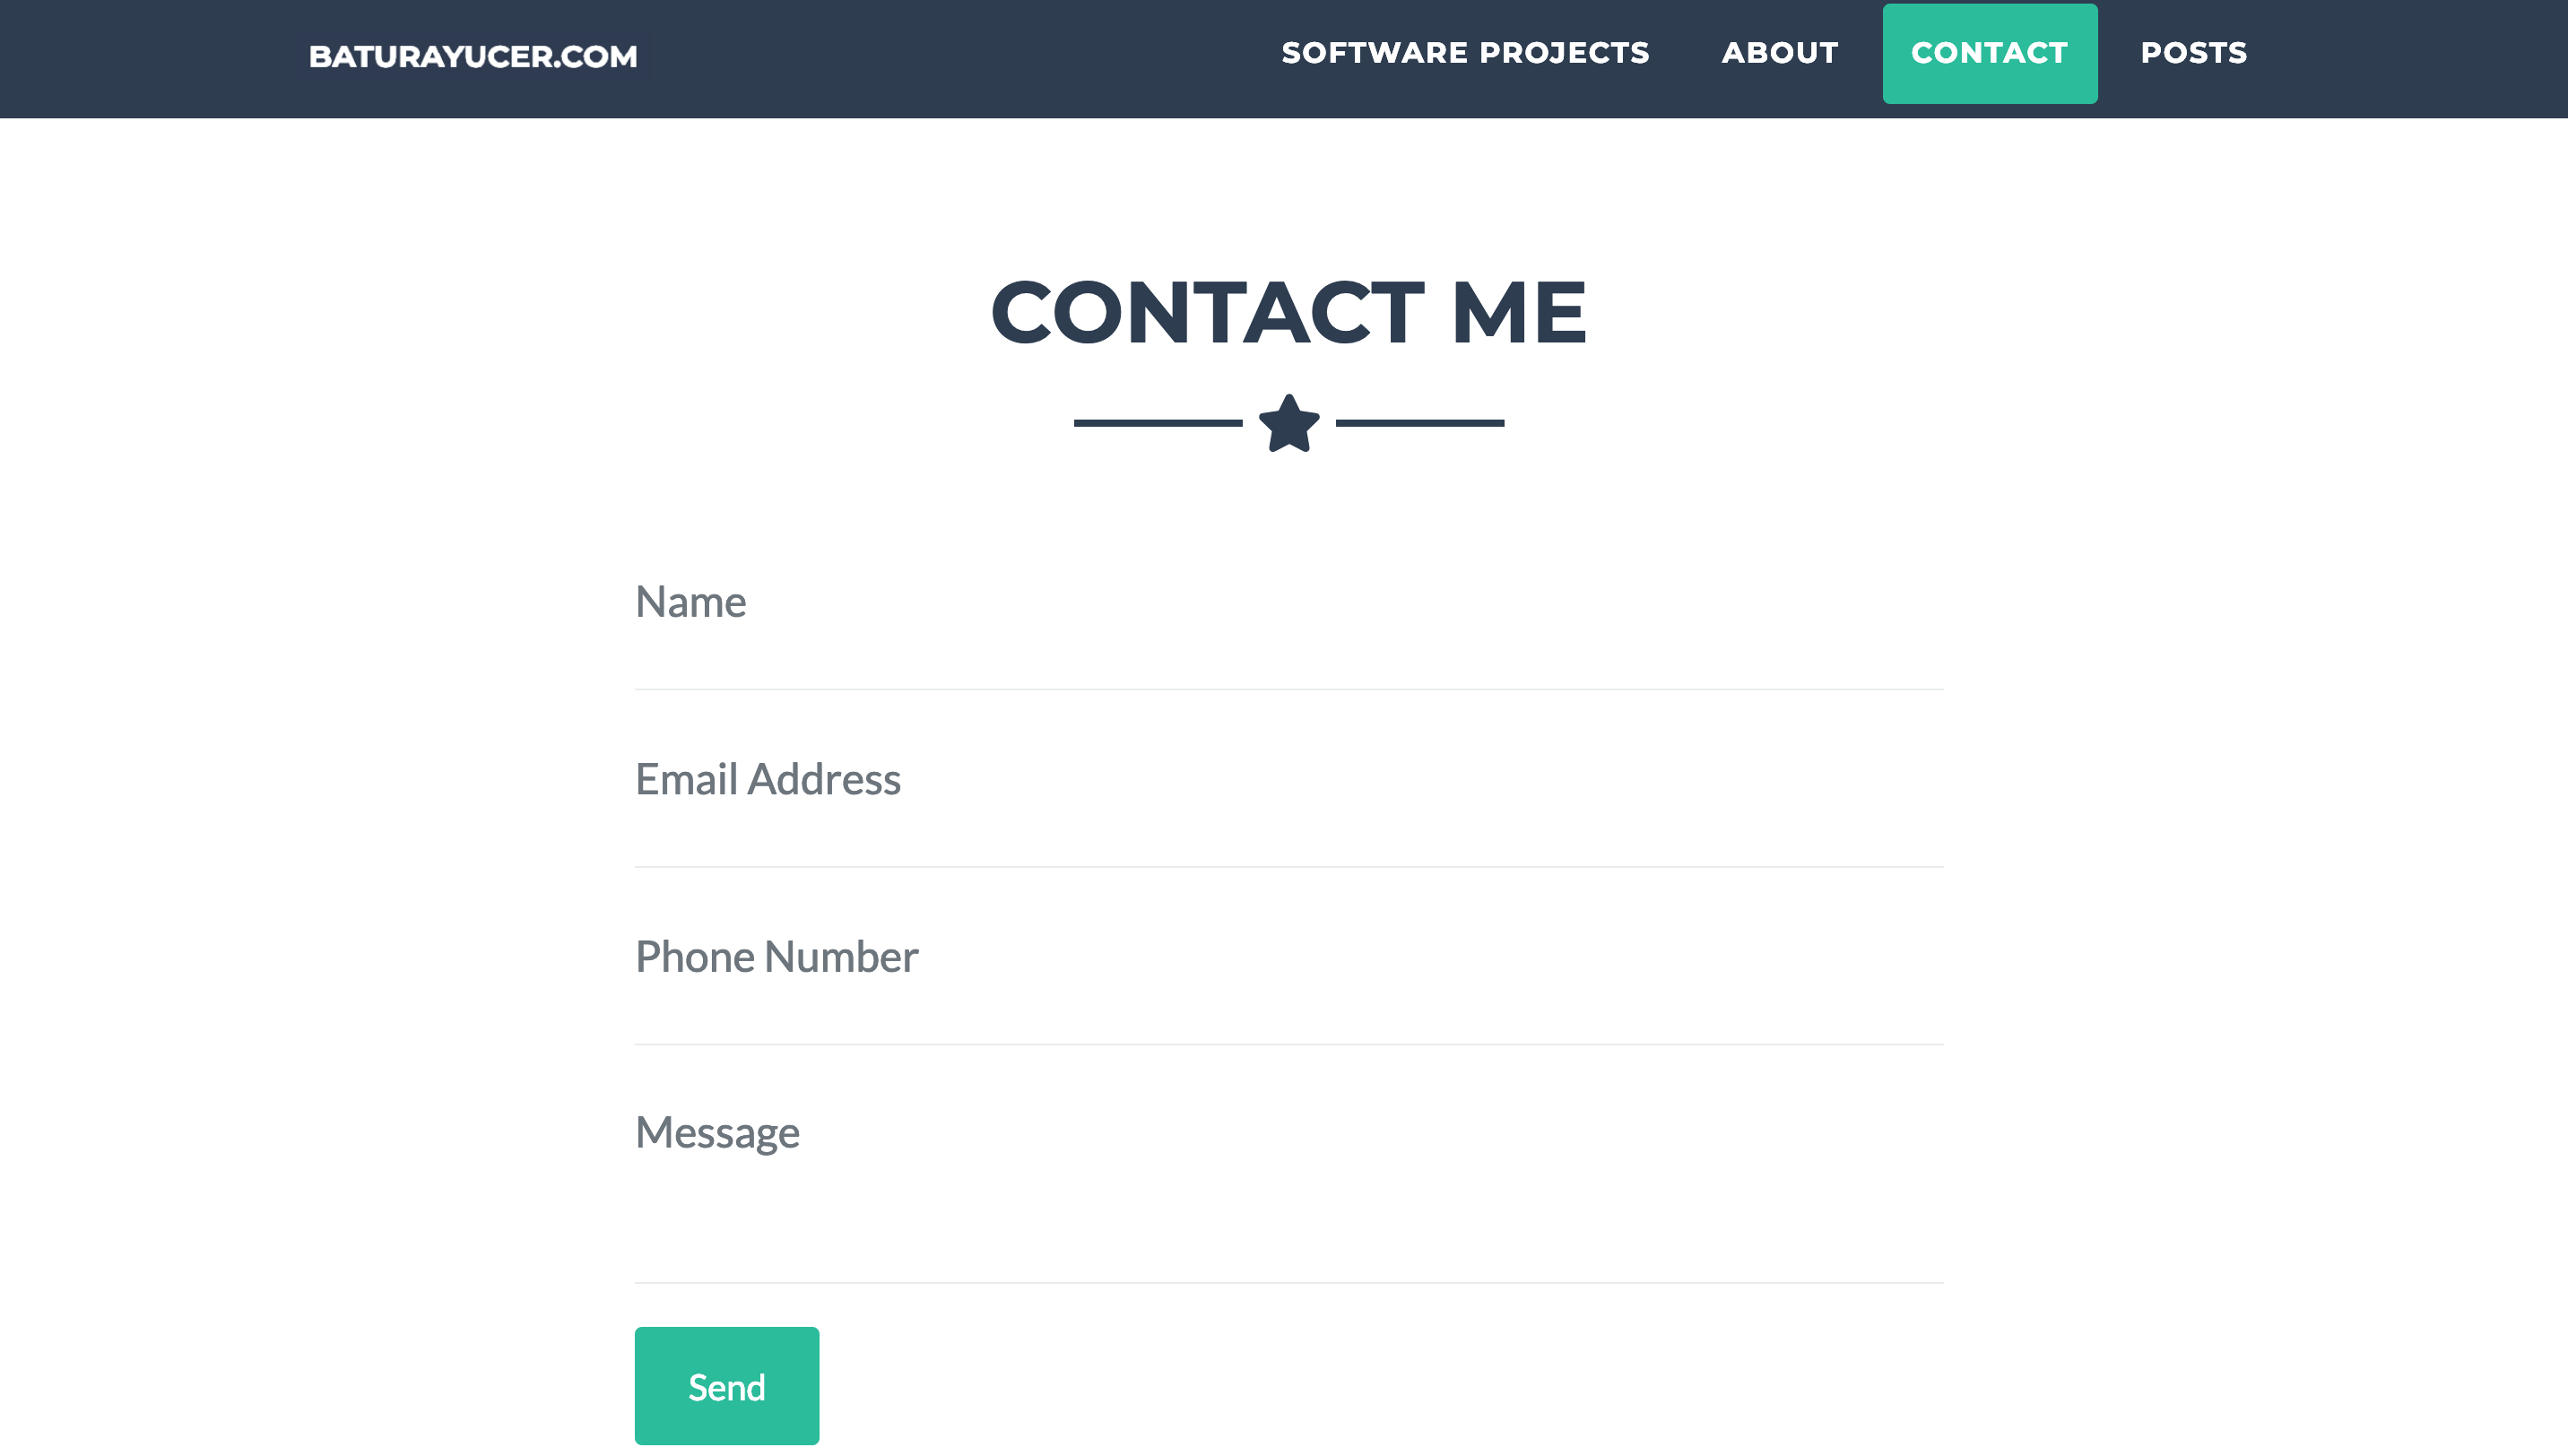 BATURAYUCER.COM SOFTWARE PROJECTS ABOUT CONTACT POSTS
CONTACT ME
Name
Email Address
Phone Number
Message
Send